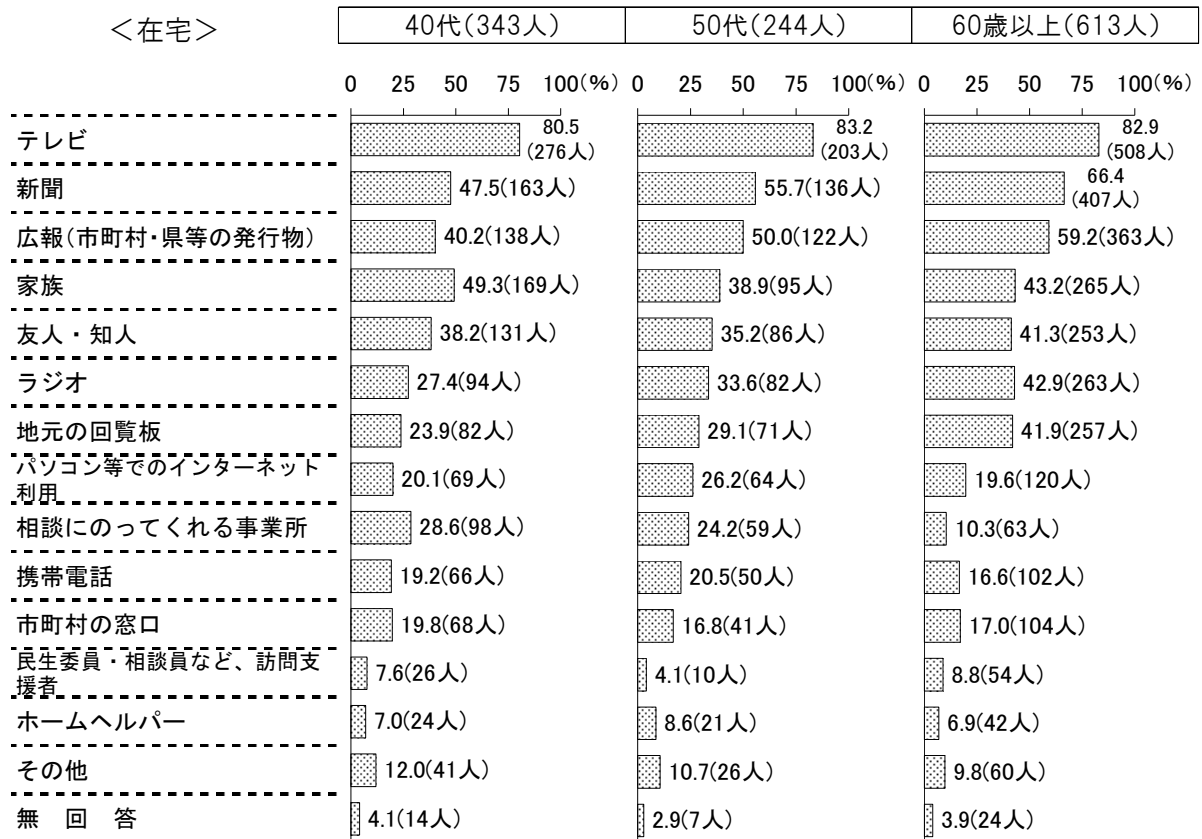 ＜在宅＞ 40代(343人) 50代(244人) 60歳以上(613人)
0 25 50 75 100(%) 0 25 50 75 100(%) 0 25 50 75 100(%)
テレビ 80.5 83.2 82.9
(276人) (203人) (508人)
新聞 47.5(163人) 55.7(136人) 66.4
(407人)
広報(市町村・県等の発行物) 40.2(138人) 50.0(122人) 59.2(363人)
家族 49.3(169人) 38.9(95人) 43.2(265人)
友人・知人 38.2(131人) 35.2(86人) 41.3(253人)
ラジオ 27.4(94人) 33.6(82人) 42.9(263人)
地元の回覧板 23.9(82人) 29.1(71人) 41.9(257人)
パソコン等でのインターネット
利用 20.1(69人) 26.2(64人) 19.6(120人)
相談にのってくれる事業所 28.6(98人) 24.2(59人) 10.3(63人)
携帯電話 19.2(66人) 20.5(50人) 16.6(102人)
市町村の窓口 19.8(68人) 16.8(41人) 17.0(104人)
民生委員・相談員など、訪問支
援者 7.6(26人) 4.1(10人) 8.8(54人)
ホームヘルパー 7.0(24人) 8.6(21人) 6.9(42人)
その他 12.0(41人) 10.7(26人) 9.8(60人)
無 回 答 4.1(14人) 2.9(7人) 3.9(24人)